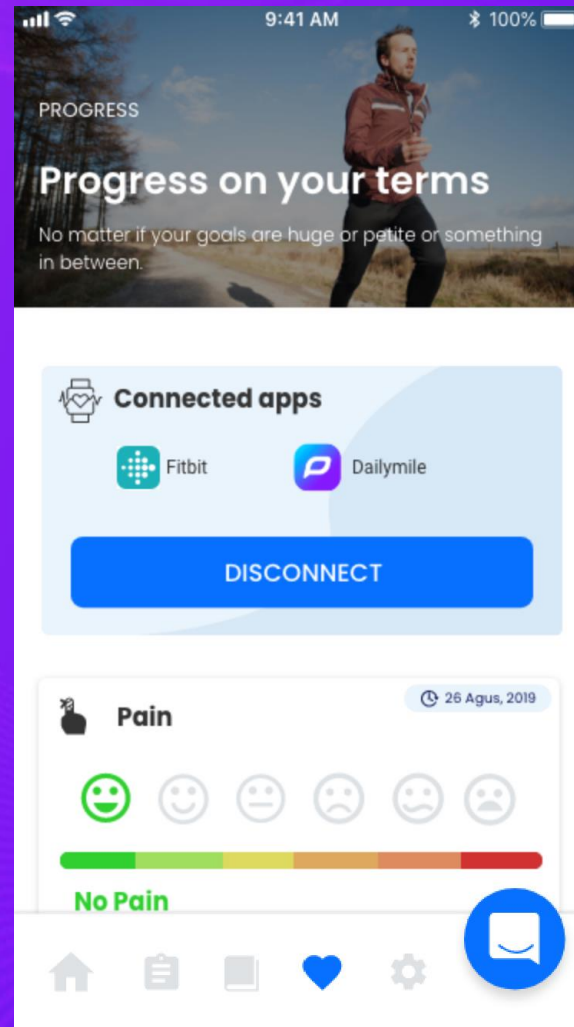 9:41 AM
100%
PROGRESS
Progress on your terms
No matter if your goals are huge or petite or something
in between.
Connected apps
Fitbit
Dailymile
DISCONNECT
26 Agus, 2019
Pain
No Pain